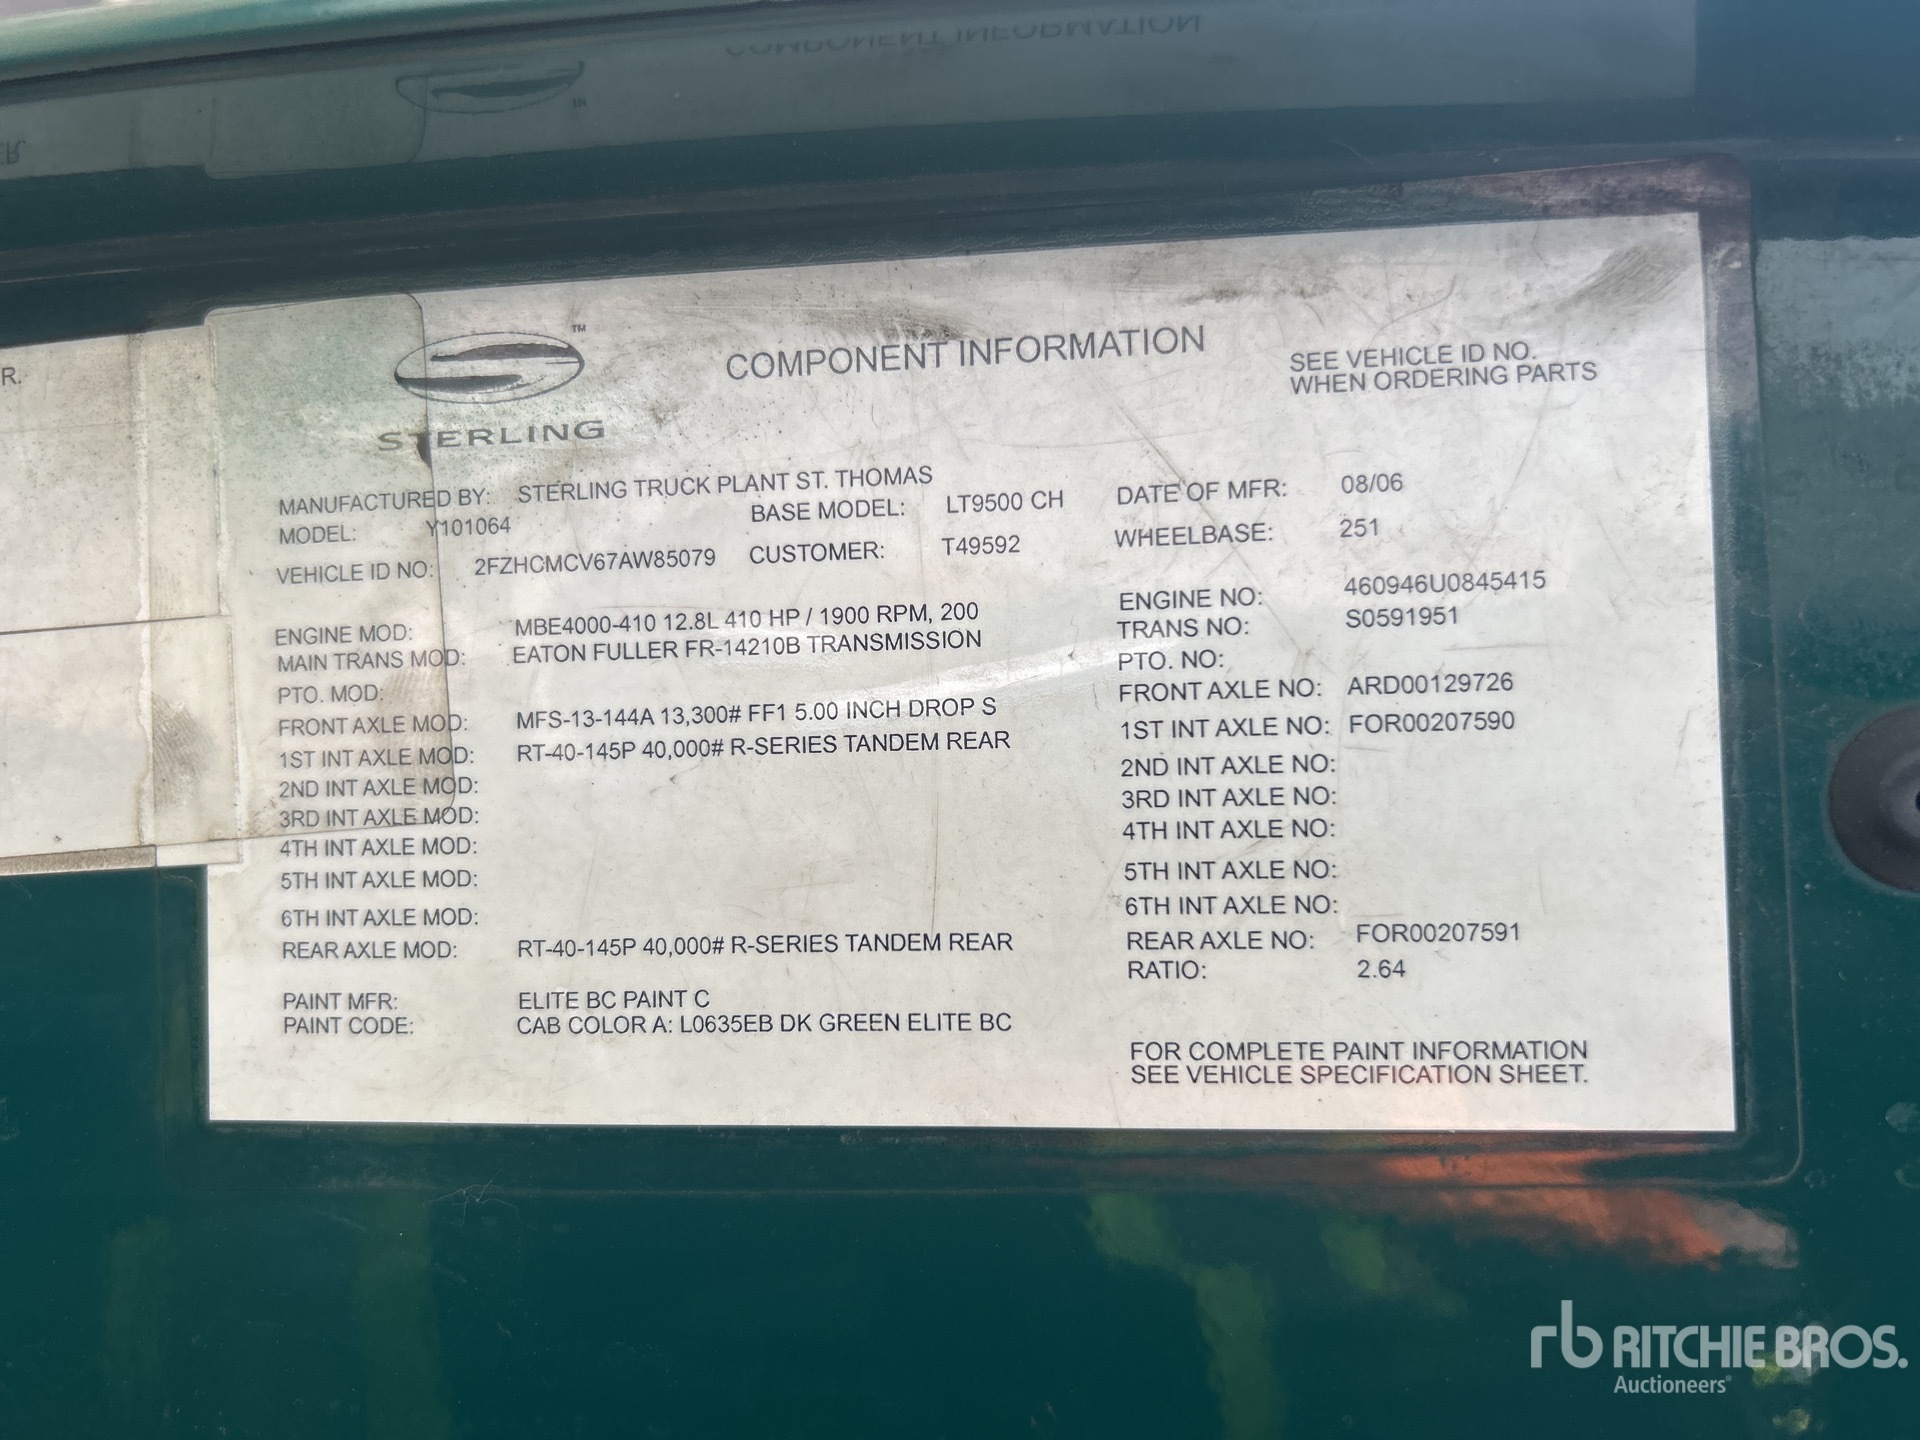 R.
™
STERLING
COMPONENT INFORMATION
SEE VEHICLE ID NO.
WHEN ORDERING PARTS
MANUFACTURED BY: STERLING TRUCK PLANT ST. THOMAS
MODEL: Y101064 BASE MODEL: LT9500 CH
VEHICLE ID NO: 2FZHCMCV67AW85079 CUSTOMER: T49592
DATE OF MFR: 08/06
WHEELBASE: 251
ENGINE MOD: MBE4000-410 12.8L 410 HP / 1900 RPM, 200
MAIN TRANS MOD: EATON FULLER FR-14210B TRANSMISSION
PTO. MOD:
FRONT AXLE MOD: MFS-13-144A 13,300# FF1 5.00 INCH DROP S
1ST INT AXLE MOD: RT-40-145P 40,000# R-SERIES TANDEM REAR
2ND INT AXLE MOD:
3RD INT AXLE MOD:
4TH INT AXLE MOD:
5TH INT AXLE MOD:
6TH INT AXLE MOD:
REAR AXLE MOD: RT-40-145P 40,000# R-SERIES TANDEM REAR
PAINT MFR: ELITE BC PAINT C
PAINT CODE: CAB COLOR A: L0635EB DK GREEN ELITE BC
ENGINE NO: 460946U0845415
TRANS NO: S0591951
PTO. NO:
FRONT AXLE NO: ARD00129726
1ST INT AXLE NO: FOR00207590
2ND INT AXLE NO:
3RD INT AXLE NO:
4TH INT AXLE NO:
5TH INT AXLE NO:
6TH INT AXLE NO:
REAR AXLE NO: FOR00207591
RATIO: 2.64
FOR COMPLETE PAINT INFORMATION
SEE VEHICLE SPECIFICATION SHEET.
rb RITCHIE BROS.
Auctioneers®